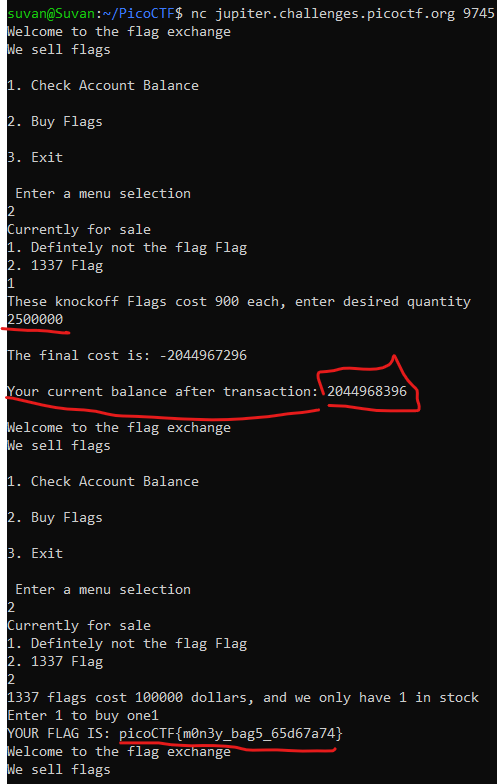 suvan@Suvan:~/PicoCTF$ nc jupiter.challenges.picoctf.org 9745
Welcome to the flag exchange
We sell flags
1. Check Account Balance
2. Buy Flags
3. Exit
Enter a menu selection
2
Currently for sale
1. Defintely not the flag Flag
2. 1337 Flag
1
These knockoff Flags cost 900 each, enter desired quantity
2500000
The final cost is: -2044967296
Your current balance after transaction: 2044968396
Welcome to the flag exchange
We sell flags
1. Check Account Balance
2. Buy Flags
3. Exit
Enter a menu selection
2
Currently for sale
1. Defintely not the flag Flag
2. 1337 Flag
2
1337 flags cost 100000 dollars, and we only have 1 in stock
Enter 1 to buy one1
YOUR FLAG IS: picoCTF{m0n3y_bag5_65d67a74}
Welcome to the flag exchange
We sell flags